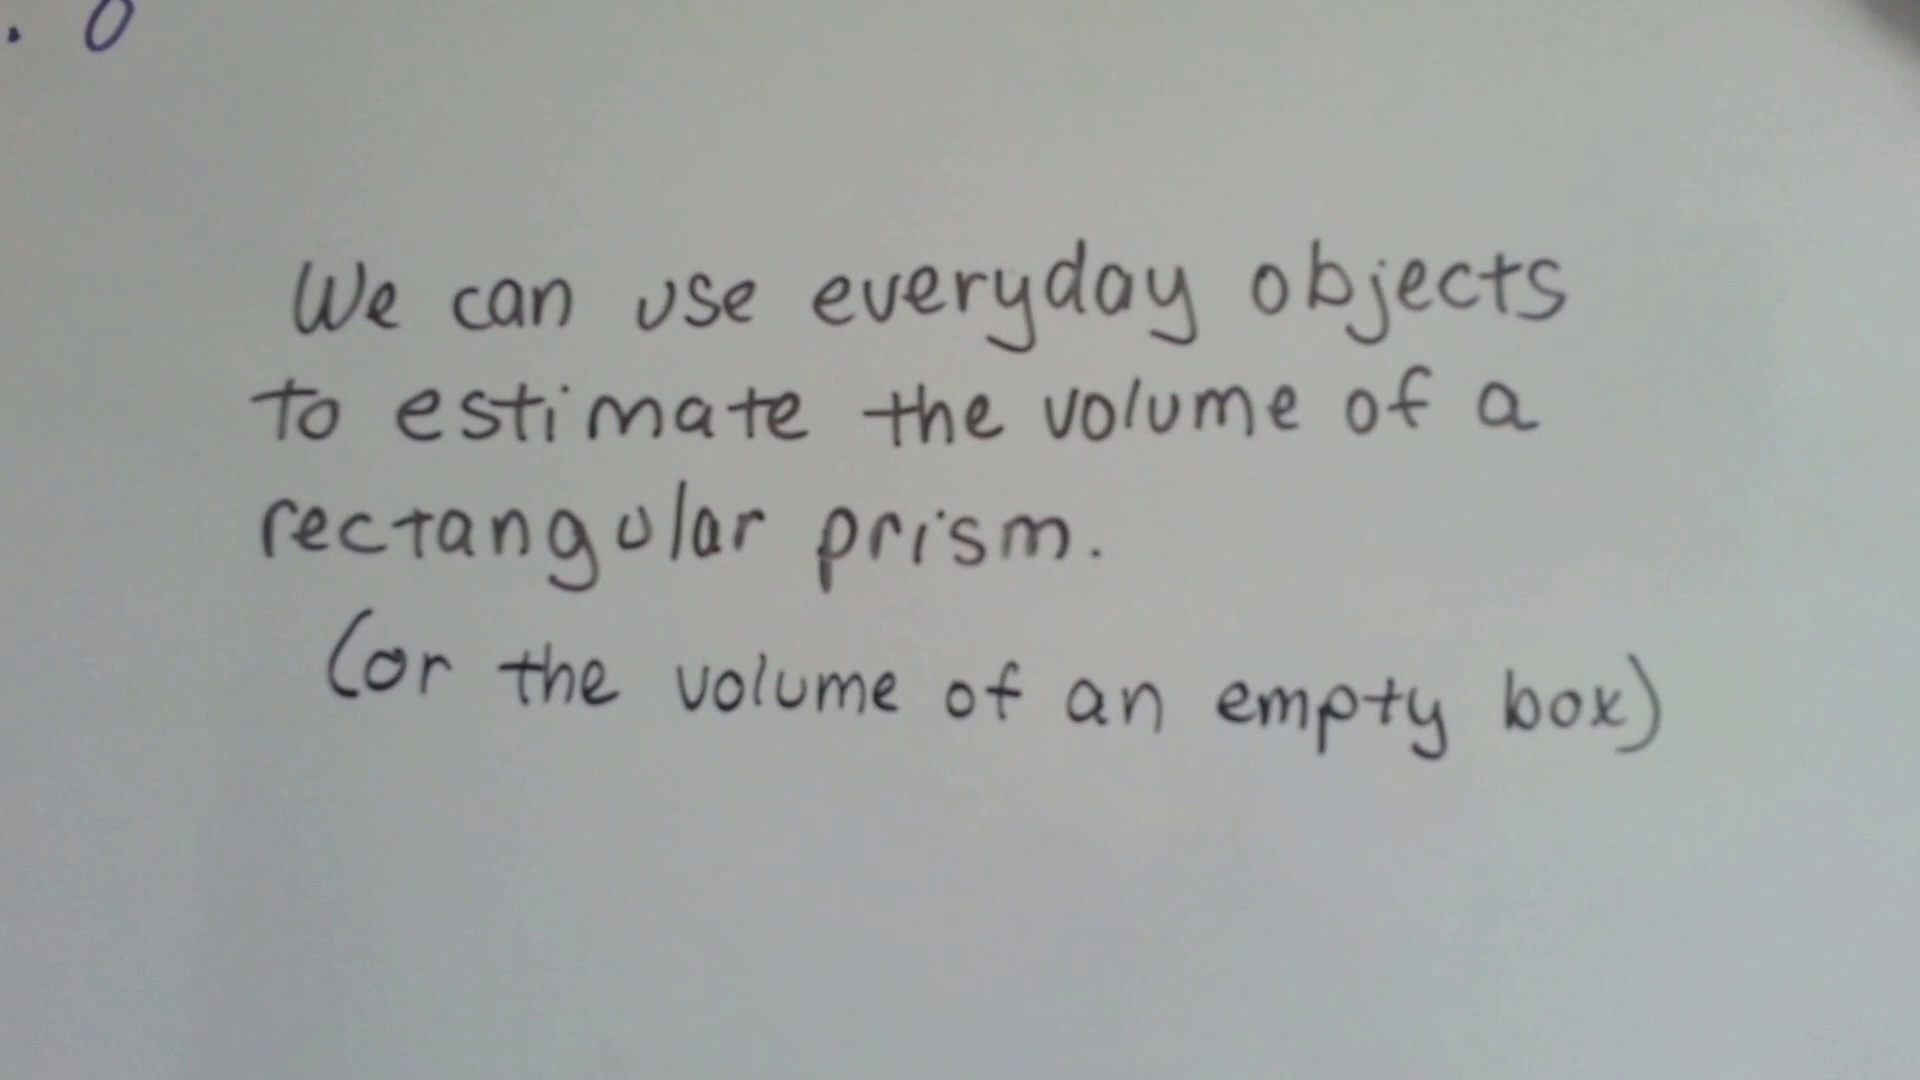 . 0
We can use everyday objects
to estimate the volume of a
rectangular prism.
(or the volume of an empty box)